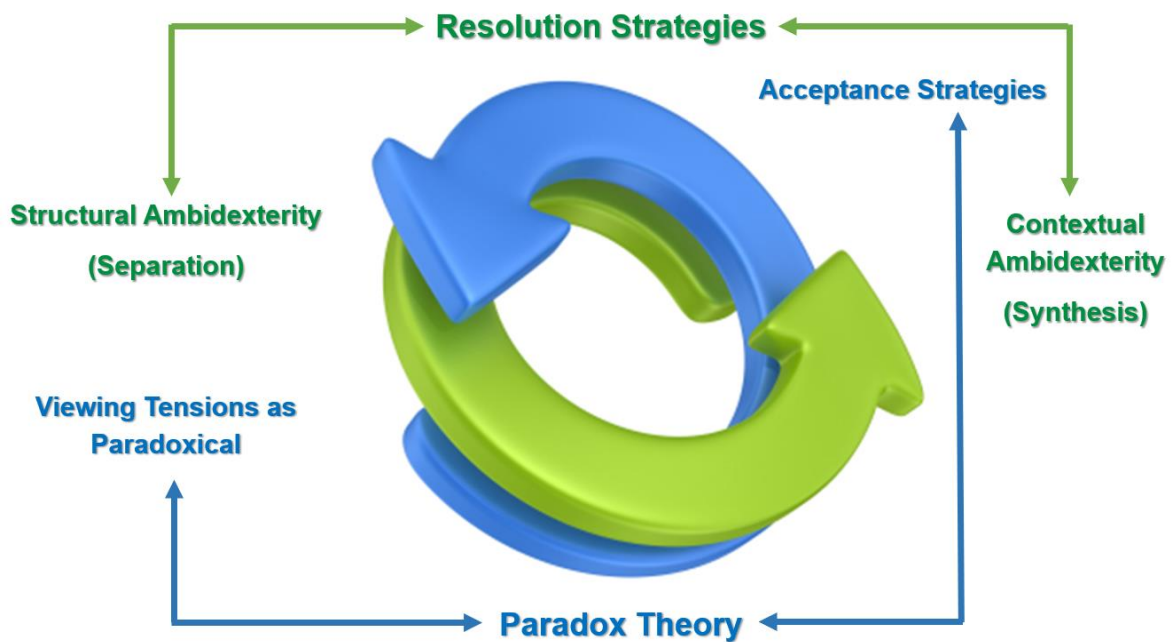 Resolution Strategies
Acceptance Strategies
Structural Ambidexterity
(Separation)
Contextual
Ambidexterity
(Synthesis)
Viewing Tensions as
Paradoxical
Paradox Theory